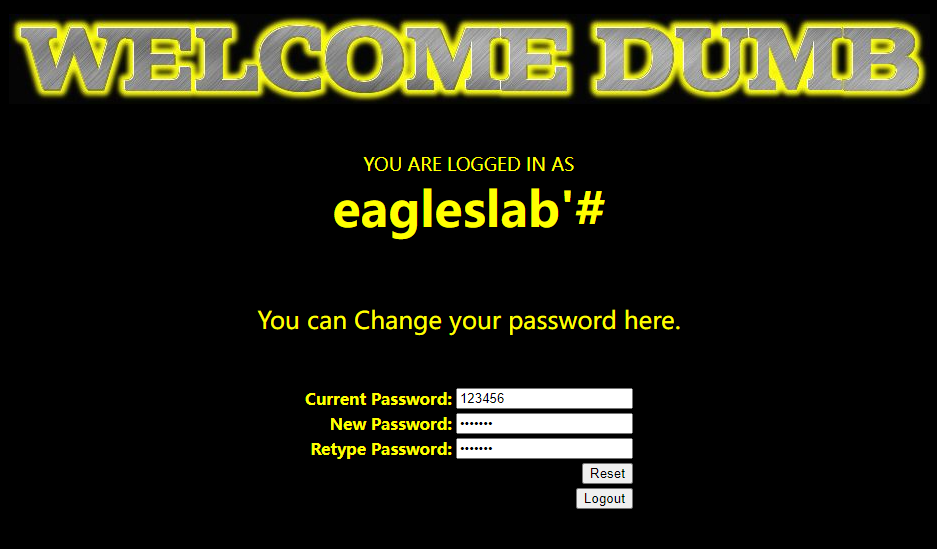 WELCOME DUMB
YOU ARE LOGGED IN AS
eagleslab'#
You can Change your password here.
Current Password: 123456
New Password: •••••••
Retype Password: •••••••
Reset
Logout